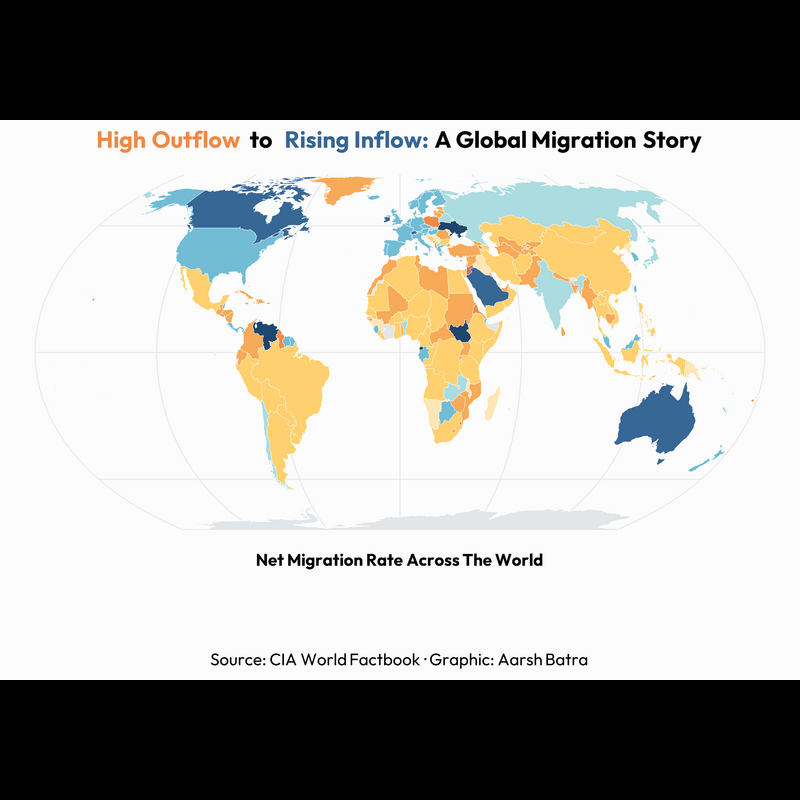 High Outflow to Rising Inflow: A Global Migration Story
Net Migration Rate Across The World
Source: CIA World Factbook · Graphic: Aarsh Batra